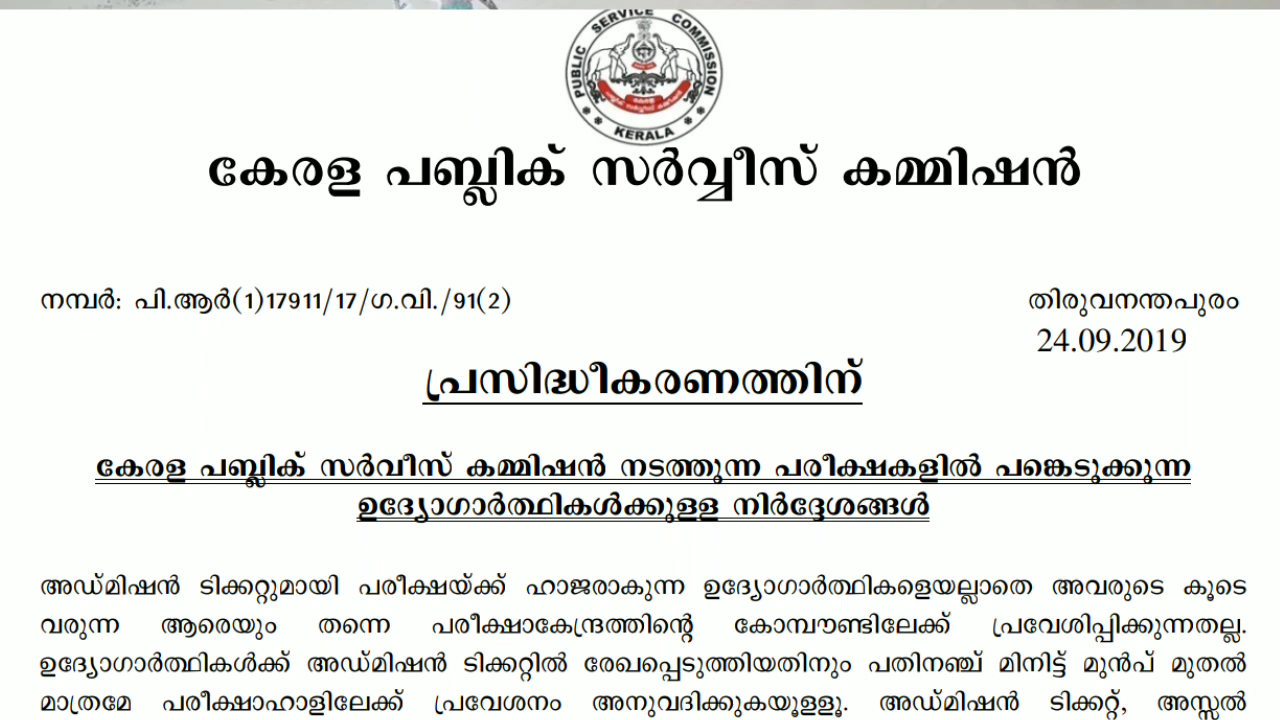 PUBLIC SERVICE COMMISSION
KERALA
കേരള പബ്ലിക് സർവ്വീസ് കമ്മിഷൻ
നമ്പർ: പി.ആർ(1)17911/17/ഗ.വി./91(2)
തിരുവനന്തപുരം
24.09.2019
പ്രസിദ്ധീകരണത്തിന്
കേരള പബ്ലിക് സർവീസ് കമ്മിഷൻ നടത്തുന്ന പരീക്ഷകളിൽ പങ്കെടുക്കുന്ന
ഉദ്യോഗാർത്ഥികൾക്കുളള നിർദ്ദേശങ്ങൾ
അഡ്മിഷൻ ടിക്കറ്റുമായി പരീക്ഷയ്ക്ക് ഹാജരാകുന്ന ഉദ്യോഗാർത്ഥികളെയല്ലാതെ അവരുടെ കൂടെ
വരുന്ന ആരെയും തന്നെ പരീക്ഷാകേന്ദ്രത്തിന്റെ കോമ്പൗണ്ടിലേക്ക് പ്രവേശിപ്പിക്കുന്നതല്ല.
ഉദ്യോഗാർത്ഥികൾക്ക് അഡ്മിഷൻ ടിക്കറ്റിൽ രേഖപ്പെടുത്തിയതിനും പതിനഞ്ച് മിനിട്ട് മുൻപ് മുതൽ
മാത്രമേ പരീക്ഷാഹാളിലേക്ക് പ്രവേശനം അനുവദിക്കുകയൂളളൂ. അഡ്മിഷൻ ടിക്കറ്റ്, അസ്സൽ